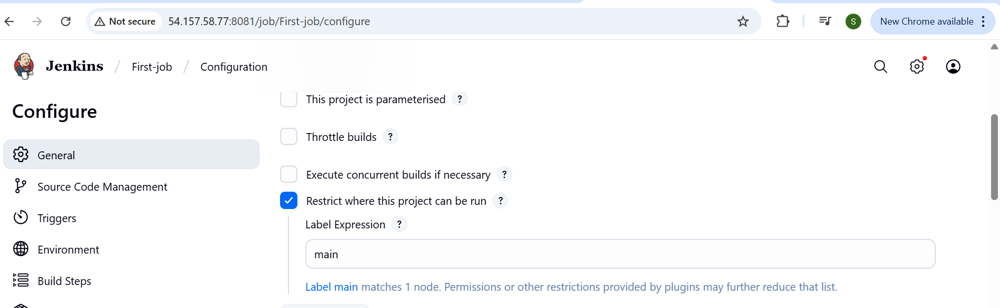 Not secure 54.157.58.77:8081/job/First-job/configure
S
New Chrome available
Jenkins / First-job / Configuration
Configure
General
Source Code Management
Triggers
Environment
Build Steps
This project is parameterised ?
Throttle builds ?
Execute concurrent builds if necessary ?
Restrict where this project can be run ?
Label Expression ?
main
Label main matches 1 node. Permissions or other restrictions provided by plugins may further reduce that list.